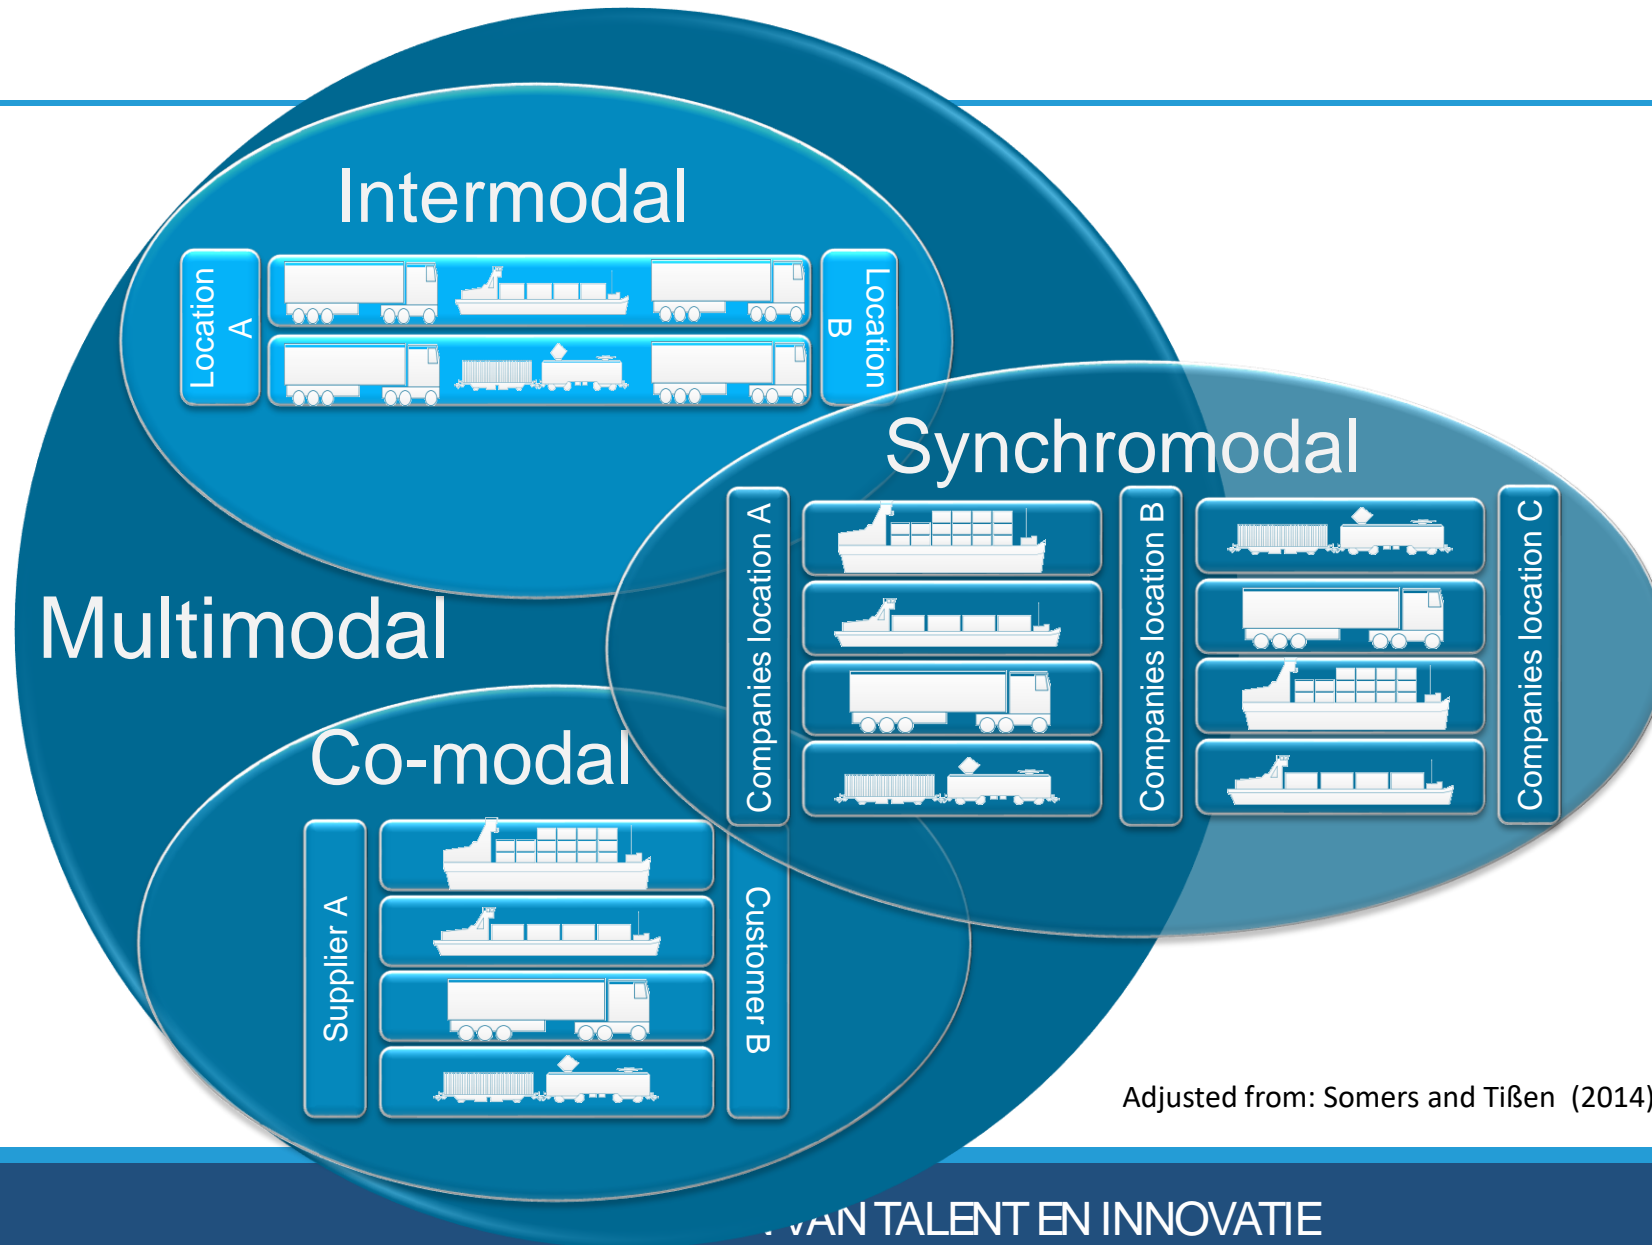 Intermodal
Location
A
Location
B
Synchromodal
Companies location A
Companies location B
Companies location C
Multimodal
Co-modal
Supplier A
Customer B
Adjusted from: Somers and Tißen (2014)
VAN TALENT EN INNOVATIE